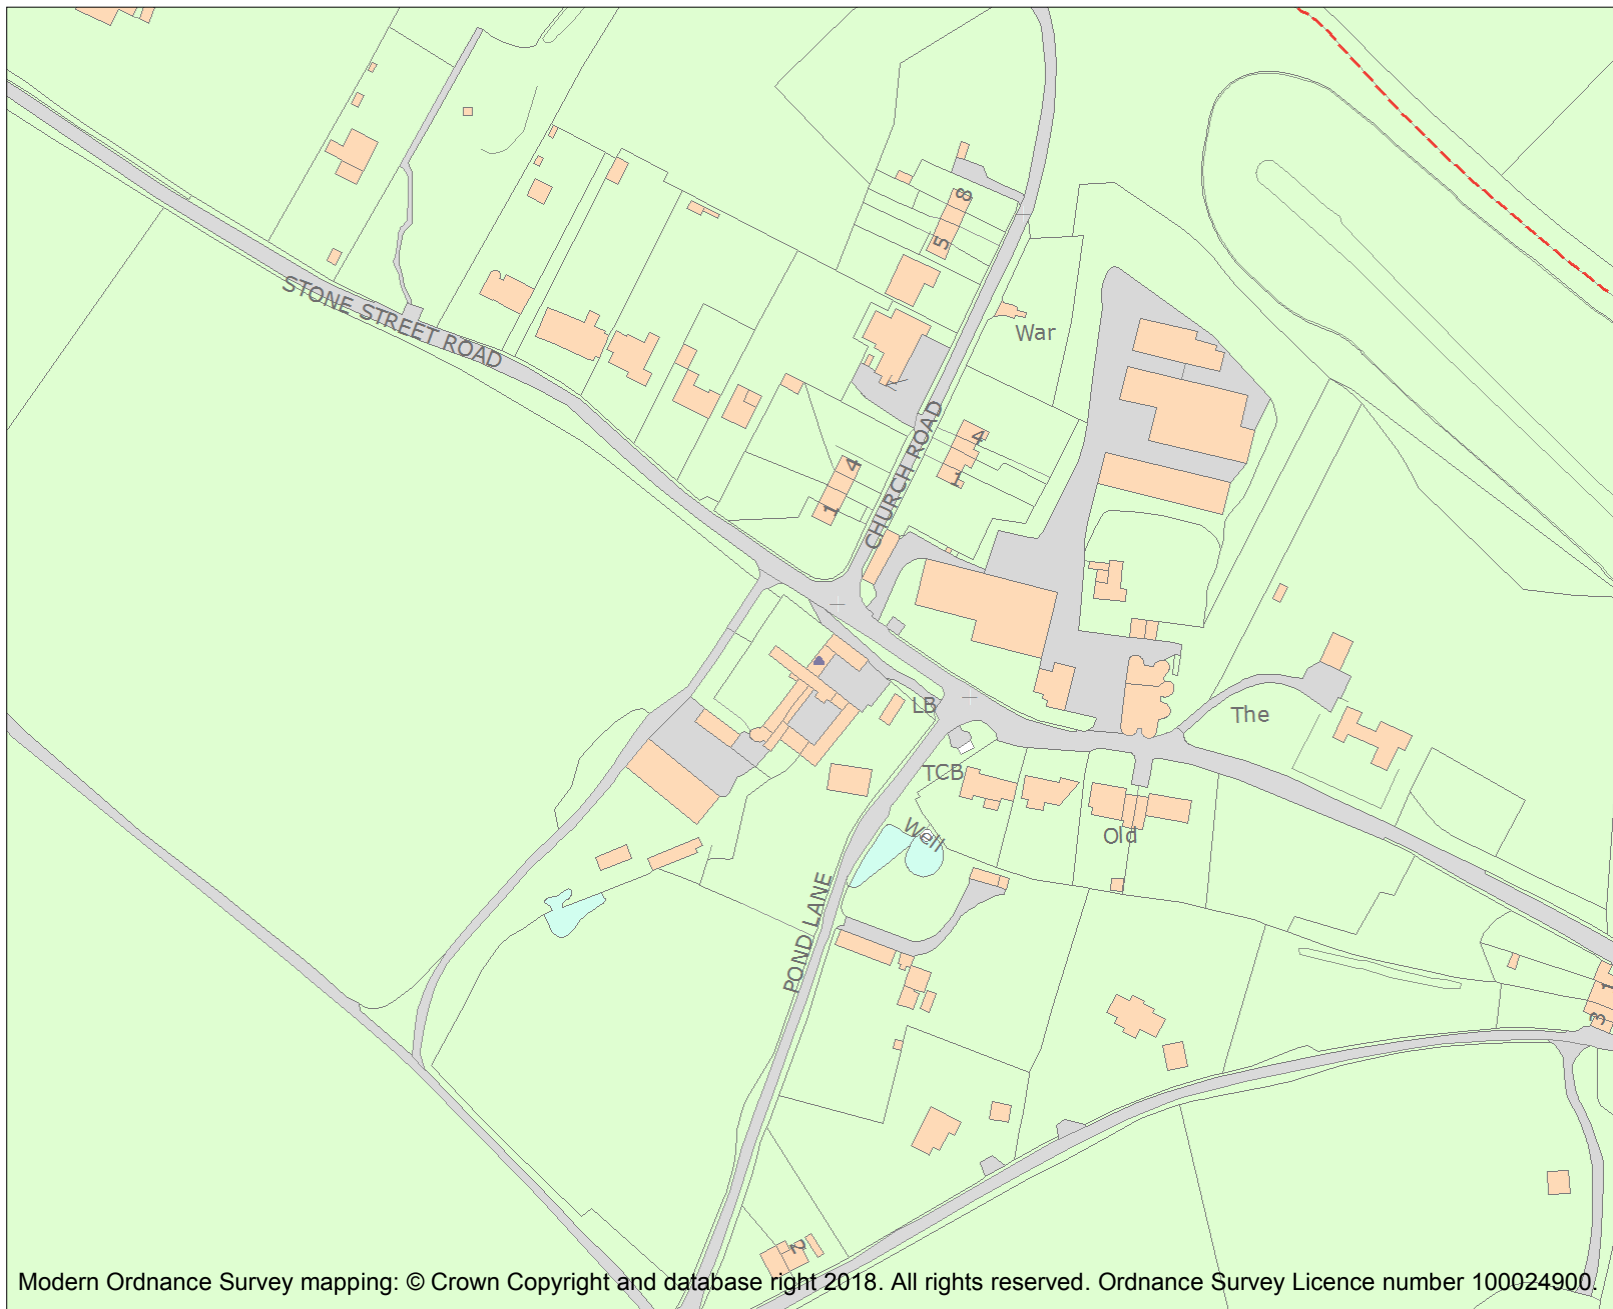 8
5
War
STONE STREET ROAD
CHURCH ROAD
4
1
4
1
LB
The
TCB
Well
Old
POND LANE
1
3
2
Modern Ordnance Survey mapping: © Crown Copyright and database right 2018. All rights reserved. Ordnance Survey Licence number 100024900.